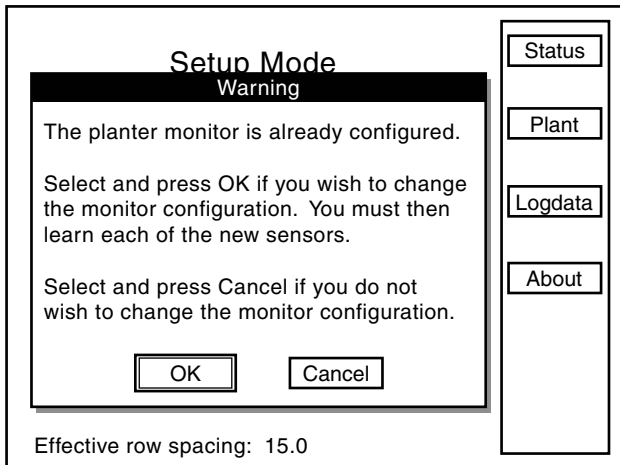 Setup Mode
Warning
The planter monitor is already configured.
Select and press OK if you wish to change
the monitor configuration. You must then
learn each of the new sensors.
Select and press Cancel if you do not
wish to change the monitor configuration.
OK
Cancel
Effective row spacing: 15.0
Status
Plant
Logdata
About